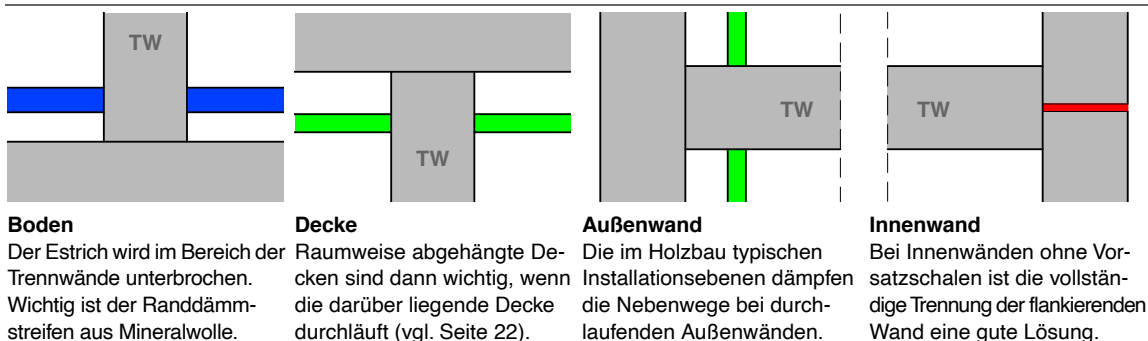 TW
TW
TW
TW
Boden
Der Estrich wird im Bereich der
Trennwände unterbrochen.
Wichtig ist der Randdämm-
streifen aus Mineralwolle.
Decke
Raumweise abgehängte De-
cken sind dann wichtig, wenn
die darüber liegende Decke
durchläuft (vgl. Seite 22).
Außenwand
Die im Holzbau typischen
Installationsebenen dämpfen
die Nebenwege bei durch-
laufenden Außenwänden.
Innenwand
Bei Innenwänden ohne Vor-
satzschalen ist die vollstän-
dige Trennung der flankierenden
Wand eine gute Lösung.